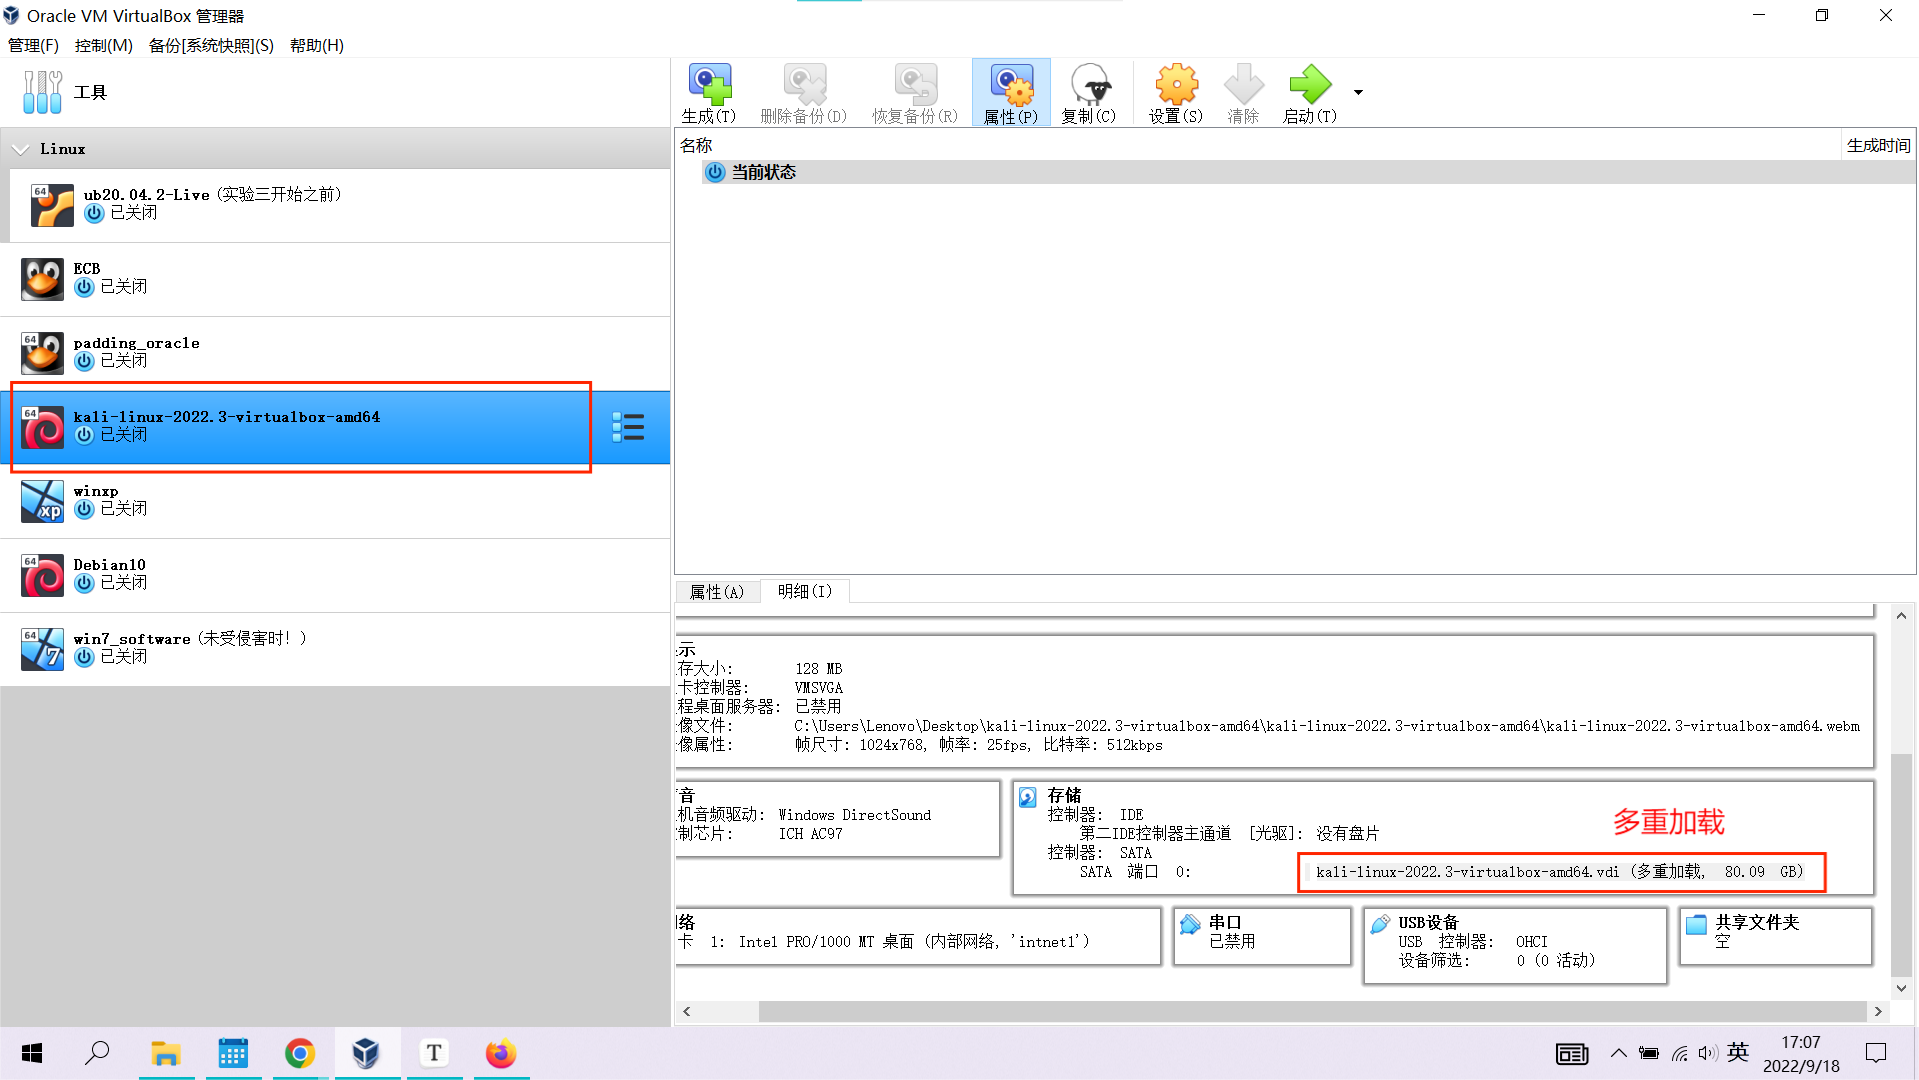 Oracle VM VirtualBox 管理器
管理(F) 控制(M) 备份[系统快照](S) 帮助(H)
工具
Linux
64 ub20.04.2-Live (实验三开始之前)
已关闭
ECB
已关闭
64 padding_oracle
已关闭
64 kali-linux-2022.3-virtualbox-amd64
已关闭
xp winxp
已关闭
64 Debian10
已关闭
64 7 win7_software (未受侵害时! )
已关闭
生成(T) 删除备份(D) 恢复备份(R) 属性(P) 复制(C) 设置(S) 清除 启动(T)
名称 生成时间
当前状态
属性(A) 明细(I)
示
存大小: 128 MB
卡控制器: VMSVGA
程桌面服务器: 已禁用
像文件: C:\Users\Lenovo\Desktop\kali-linux-2022.3-virtualbox-amd64\kali-linux-2022.3-virtualbox-amd64\kali-linux-2022.3-virtualbox-amd64.webm
像属性: 帧尺寸: 1024x768, 帧率: 25fps, 比特率: 512kbps
音
机音频驱动: Windows DirectSound
制芯片: ICH AC97
存储
控制器: IDE
第二IDE控制器主通道 [光驱]: 没有盘片
控制器: SATA
SATA 端口 0: kali-linux-2022.3-virtualbox-amd64.vdi (多重加载, 80.09 GB)
多重加载
络
卡 1: Intel PRO/1000 MT 桌面 (内部网络, 'intnet1')
串口
已禁用
USB设备
USB 控制器: OHCI
设备筛选: 0 (0 活动)
共享文件夹
空
T
英
17:07
2022/9/18